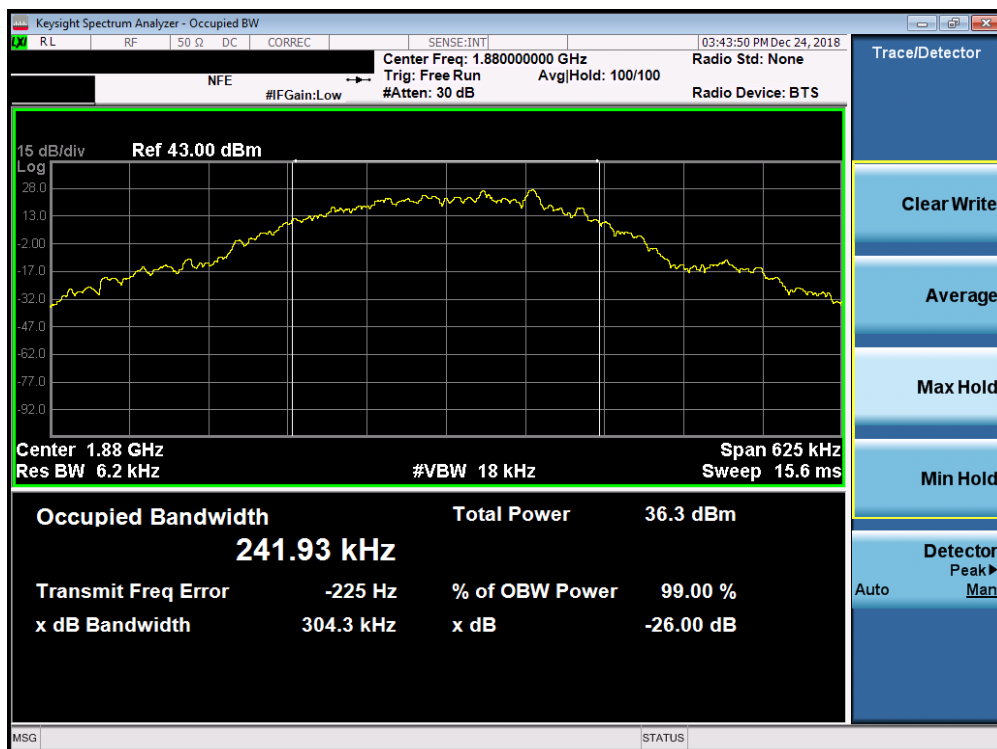 Keysight Spectrum Analyzer - Occupied BW
LXI RL RF 50 Ω DC CORREC SENSE:INT 03:43:50 PM Dec 24, 2018
Center Freq: 1.880000000 GHz Radio Std: None
NFE Trig: Free Run Avg|Hold: 100/100
#IFGain:Low #Atten: 30 dB Radio Device: BTS
15 dB/div Ref 43.00 dBm
Log
28.0
13.0
-2.00
-17.0
-32.0
-47.0
-62.0
-77.0
-92.0
Center 1.88 GHz Span 625 kHz
Res BW 6.2 kHz #VBW 18 kHz Sweep 15.6 ms
Occupied Bandwidth Total Power 36.3 dBm
241.93 kHz
Transmit Freq Error -225 Hz % of OBW Power 99.00 %
x dB Bandwidth 304.3 kHz x dB -26.00 dB
Trace/Detector
Clear Write
Average
Max Hold
Min Hold
Detector
Peak▶
Auto Man
MSG STATUS